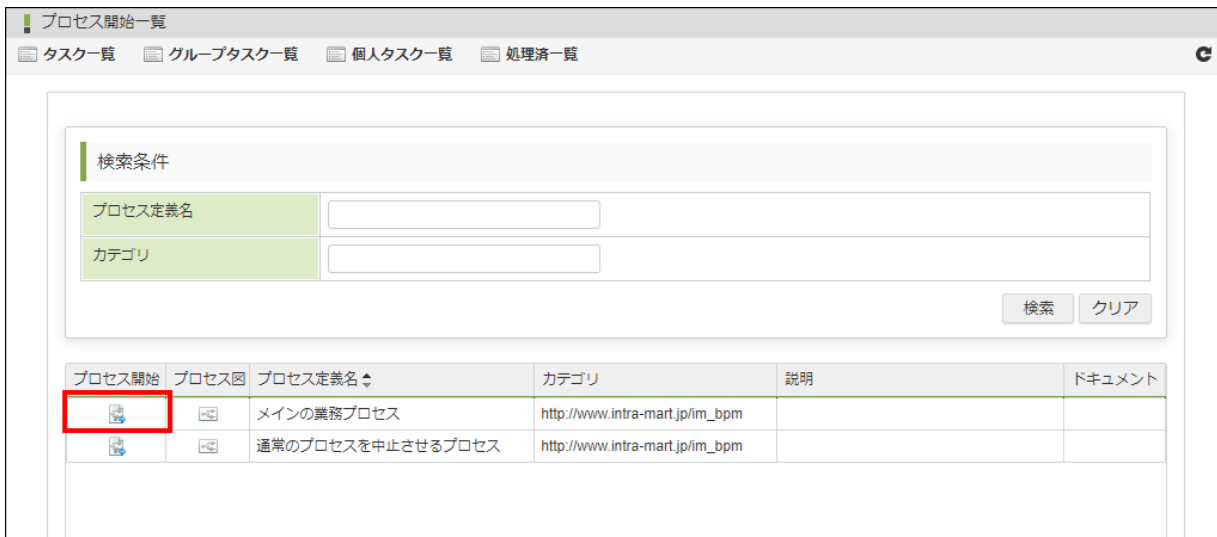 プロセス開始一覧
タスク一覧 グループタスク一覧 個人タスク一覧 処理済一覧
検索条件
プロセス定義名
カテゴリ
検索 クリア
プロセス開始 プロセス図 プロセス定義名 カテゴリ 説明 ドキュメント
メインの業務プロセス http://www.intra-mart.jp/im_bpm
通常のプロセスを中止させるプロセス http://www.intra-mart.jp/im_bpm